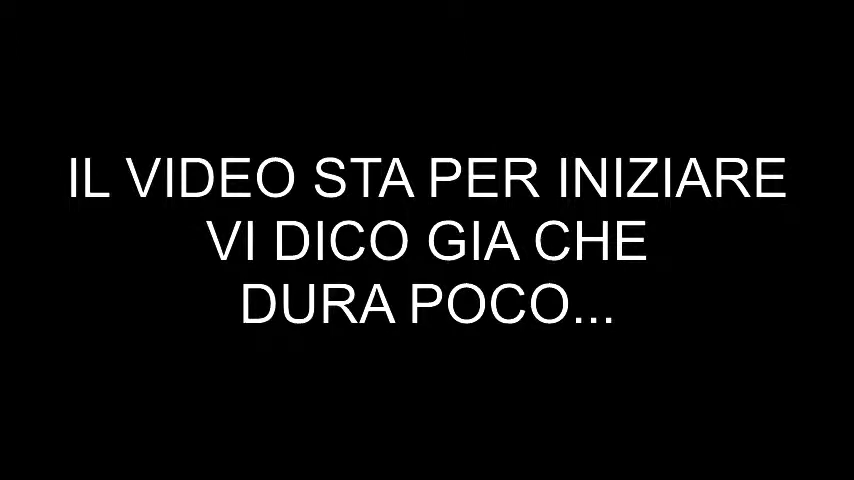 IL VIDEO STA PER INIZIARE
VI DICO GIA CHE
DURA POCO...